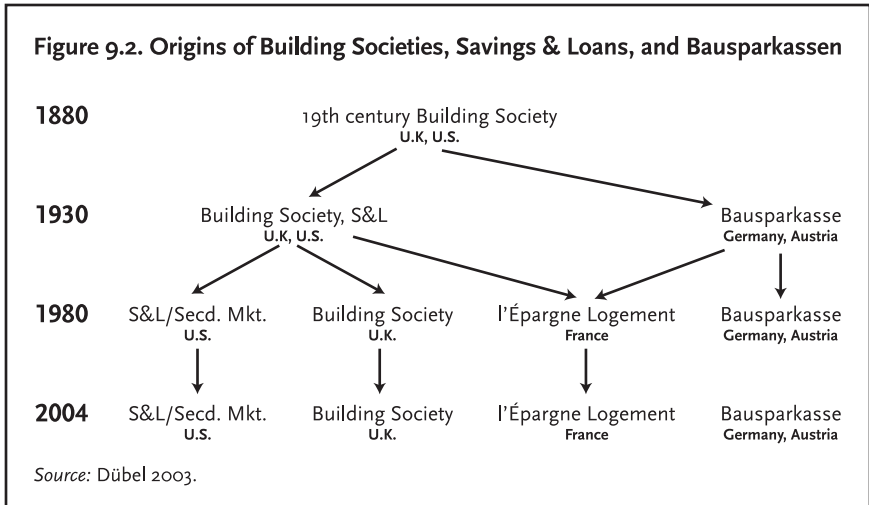 Figure 9.2. Origins of Building Societies, Savings & Loans, and Bausparkassen
1880
19th century Building Society
U.K, U.S.
1930
Building Society, S&L
U.K, U.S.
Bausparkasse
Germany, Austria
1980
S&L/Secd. Mkt.
U.S.
Building Society
U.K.
l'Épargne Logement
France
Bausparkasse
Germany, Austria
2004
S&L/Secd. Mkt.
U.S.
Building Society
U.K.
l'Épargne Logement
France
Bausparkasse
Germany, Austria
Source: Dübel 2003.